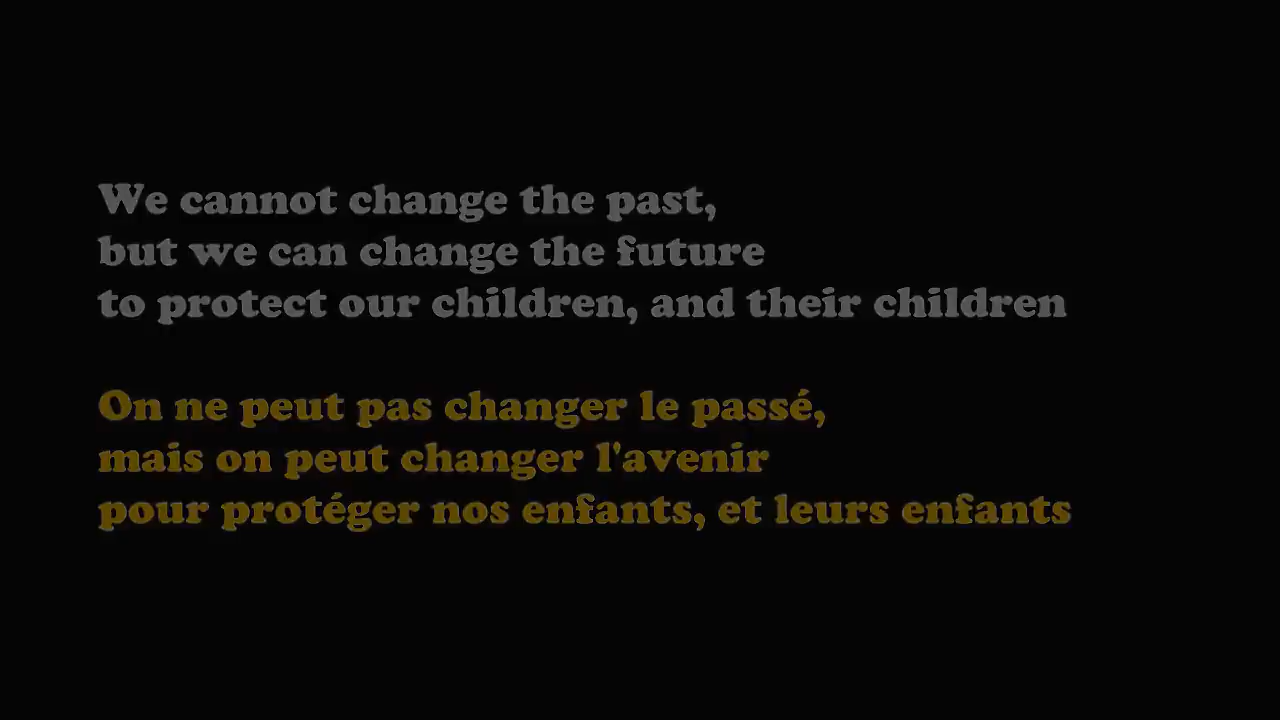 We cannot change the past,
but we can change the future
to protect our children, and their children
On ne peut pas changer le passé,
mais on peut changer l'avenir
pour protéger nos enfants, et leurs enfants